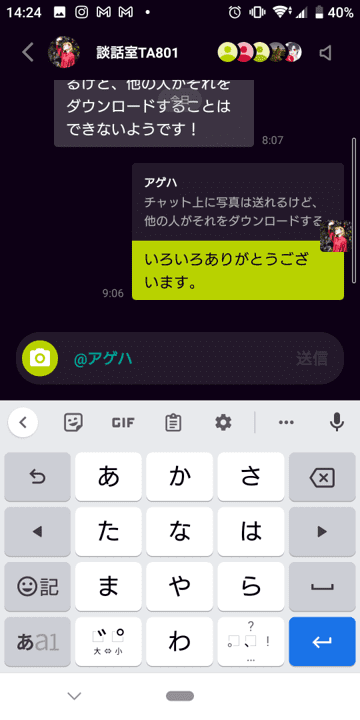 14:24
40%
談話室TA801
今日
るけど、他の人がそれを
ダウンロードすることは
できないようです！
8:07
アゲハ
チャット上に写真は送れるけど、
他の人がそれをダウンロードする
いろいろありがとうござ
います。
9:06
@アゲハ
送信
GIF
あ
か
さ
た
な
は
記
ま
や
ら
あa1
大⇔小
わ
。、？！…